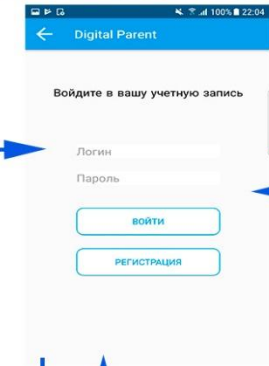 100% 22:04
Digital Parent
Войдите в вашу учетную запись
Логин
Пароль
ВОЙТИ
РЕГИСТРАЦИЯ